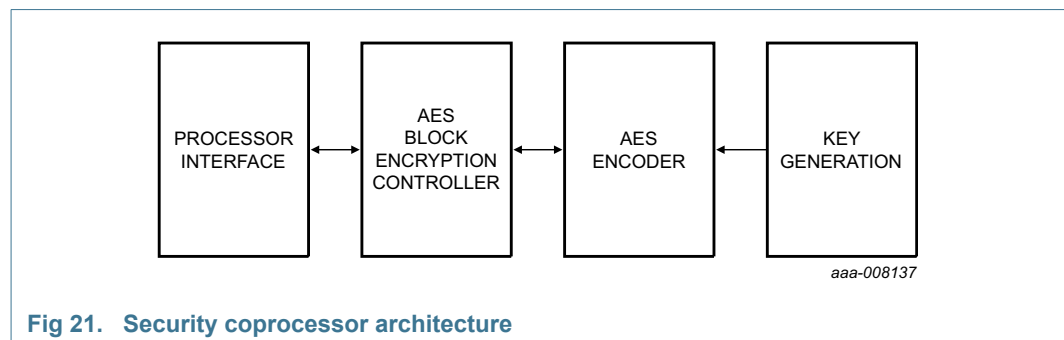 PROCESSOR
INTERFACE
AES
BLOCK
ENCRYPTION
CONTROLLER
AES
ENCODER
KEY
GENERATION
aaa-008137
Fig 21. Security coprocessor architecture